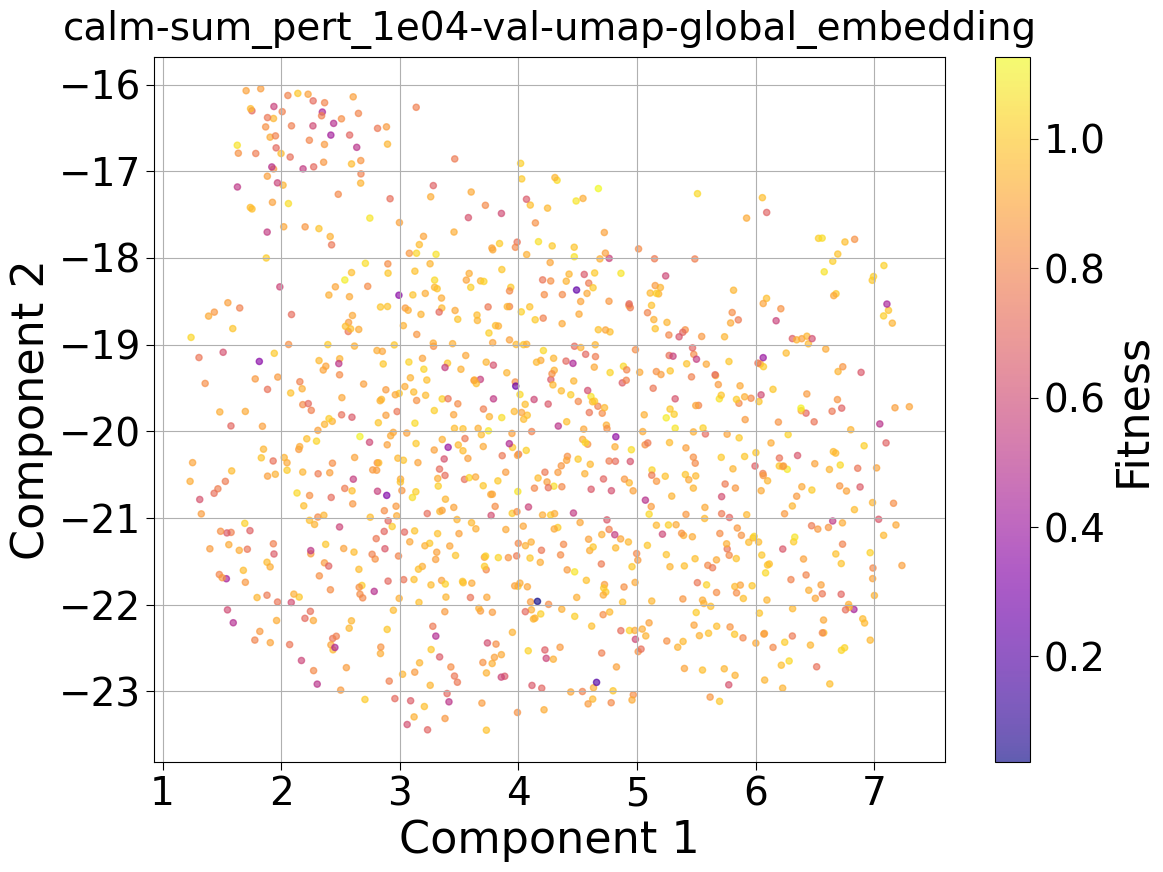 calm-sum_pert_1e04-val-umap-global_embedding
−16
−17
−18
−19
−20
−21
−22
−23
Component 2
1 2 3 4 5 6 7
Component 1
1.0
0.8
0.6
0.4
0.2
Fitness